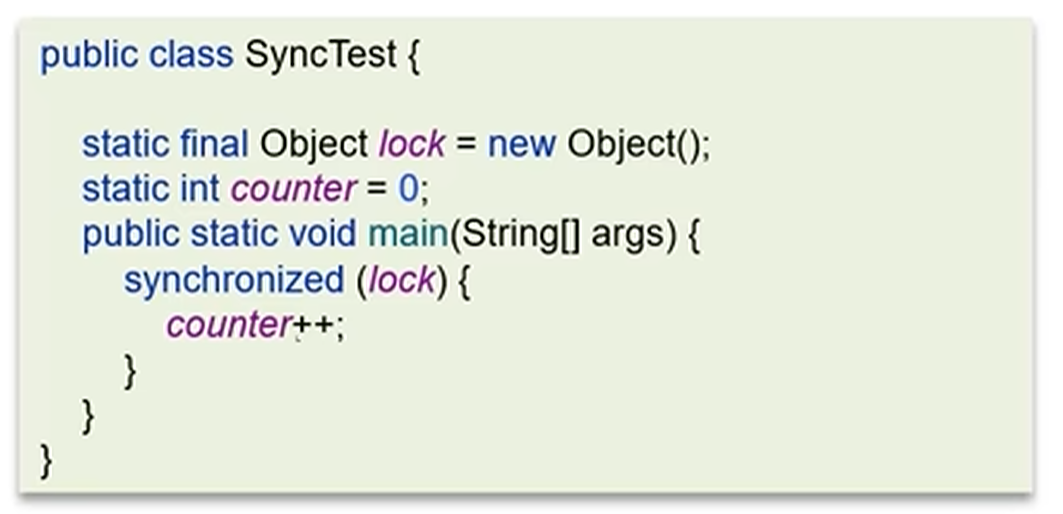 public class SyncTest {
static final Object lock = new Object();
static int counter = 0;
public static void main(String[] args) {
synchronized (lock) {
counter++;
}
}
}